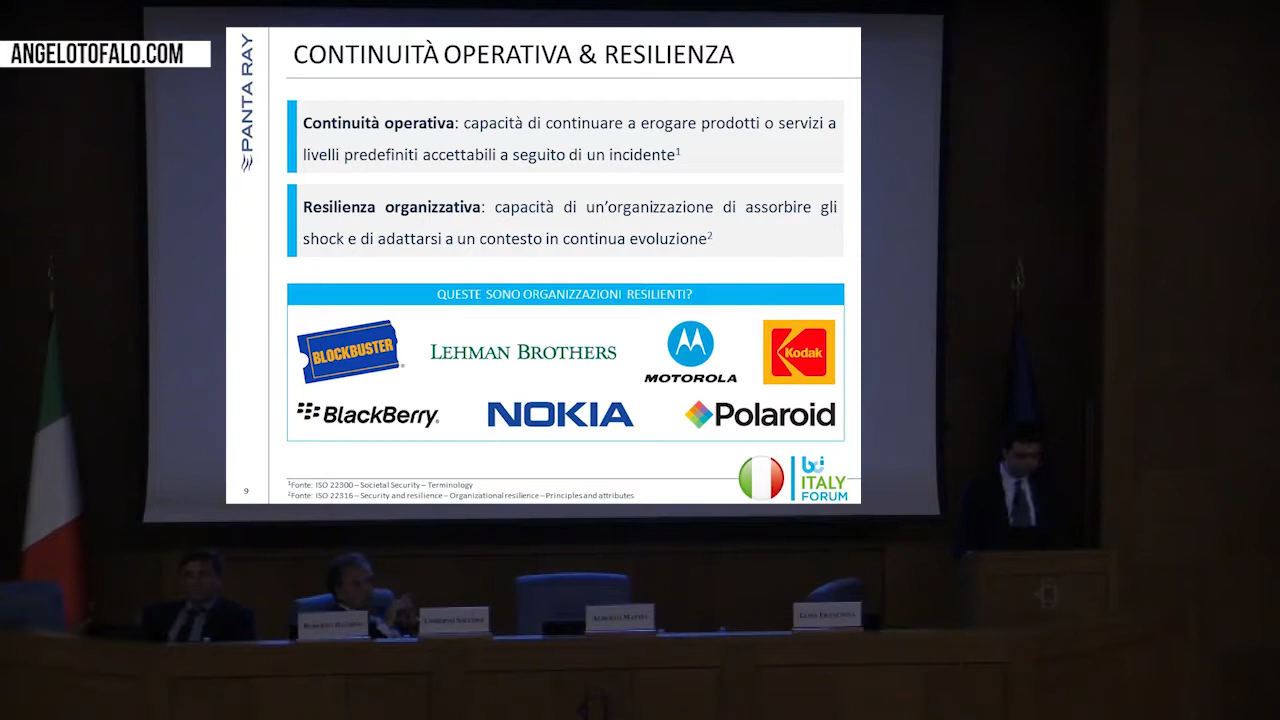 ANGELOTOFALO.COM
PANTA RAY
CONTINUITÀ OPERATIVA & RESILIENZA
Continuità operativa: capacità di continuare a erogare prodotti o servizi a
livelli predefiniti accettabili a seguito di un incidente¹
Resilienza organizzativa: capacità di un'organizzazione di assorbire gli
shock e di adattarsi a un contesto in continua evoluzione²
QUESTE SONO ORGANIZZAZIONI RESILIENTI?
BLOCKBUSTER®
LEHMAN BROTHERS
MOTOROLA
Kodak
BlackBerry®
NOKIA
Polaroid
bci
ITALY
FORUM
¹Fonte: ISO 22300 – Societal Security – Terminology
²Fonte: ISO 22316 – Security and resilience – Organizational resilience – Principles and attributes
9
ALBERTO MATTIA